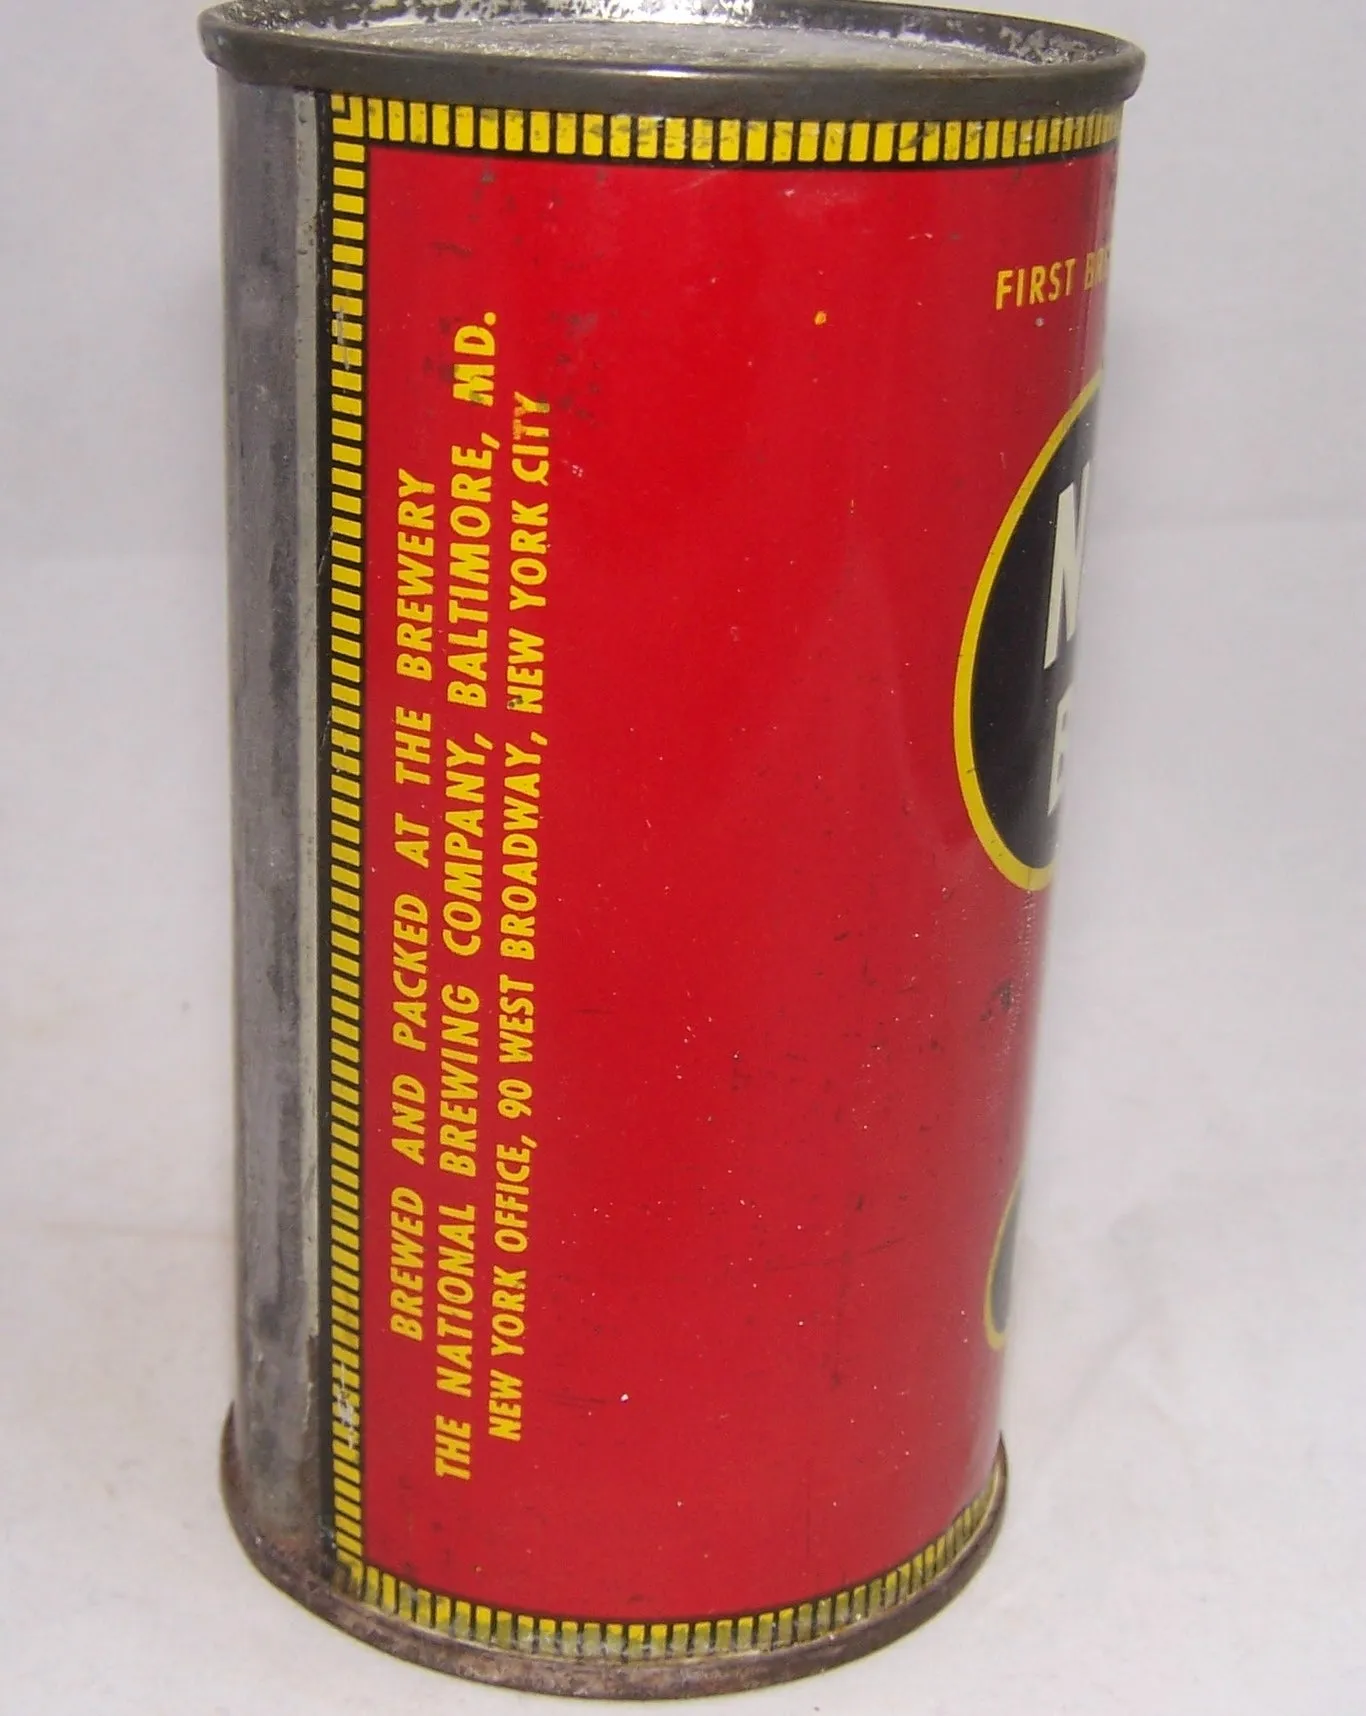 BREWED AND PACKED AT THE BREWERY
THE NATIONAL BREWING COMPANY, BALTIMORE, MD.
NEW YORK OFFICE, 90 WEST BROADWAY, NEW YORK CITY
FIRST